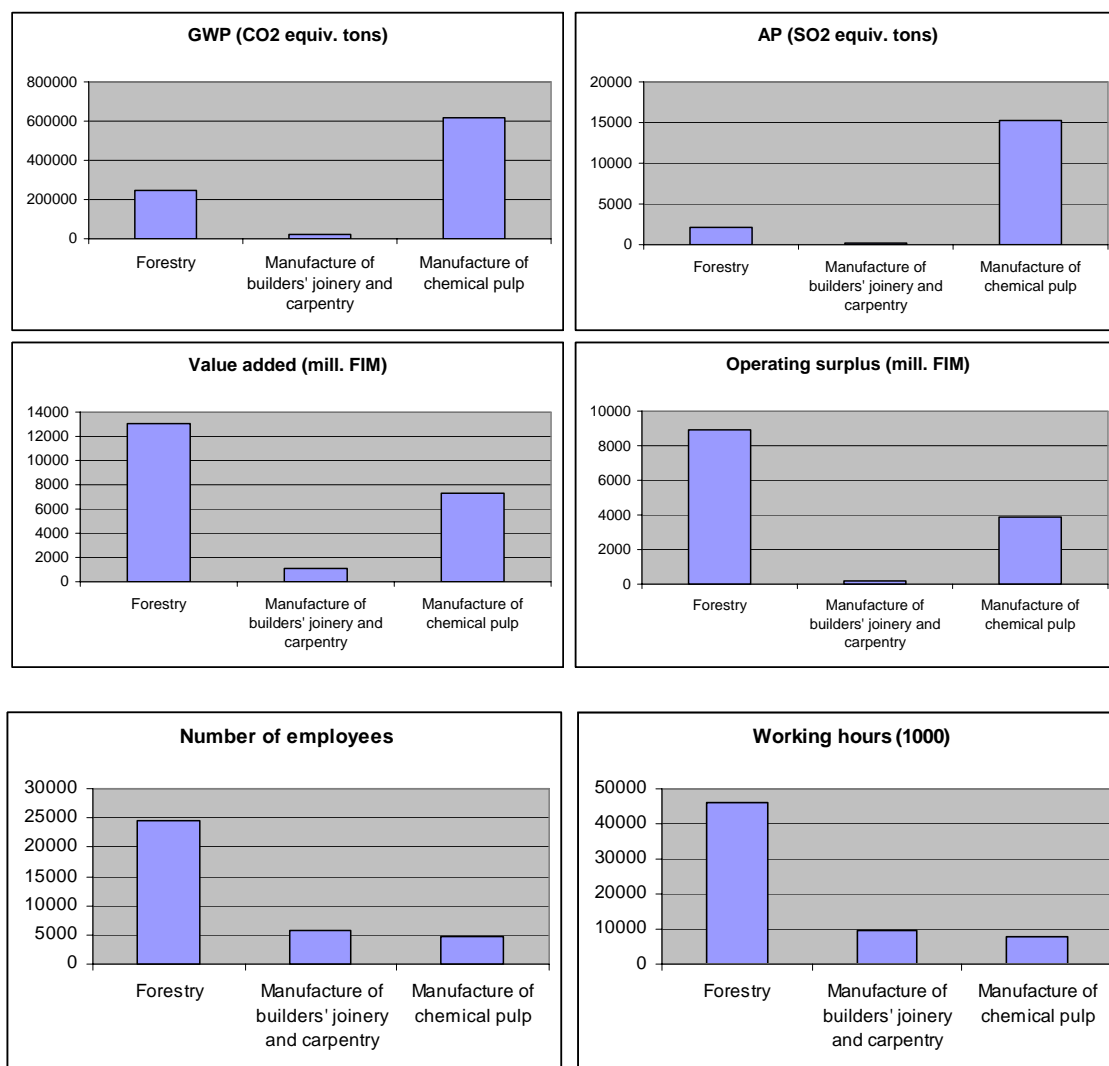 GWP (CO2 equiv. tons)
800000
600000
400000
200000
0
Forestry
Manufacture of
builders' joinery and
carpentry
Manufacture of
chemical pulp
AP (SO2 equiv. tons)
20000
15000
10000
5000
0
Forestry
Manufacture of
builders' joinery and
carpentry
Manufacture of
chemical pulp
Value added (mill. FIM)
14000
12000
10000
8000
6000
4000
2000
0
Forestry
Manufacture of
builders' joinery and
carpentry
Manufacture of
chemical pulp
Operating surplus (mill. FIM)
10000
8000
6000
4000
2000
0
Forestry
Manufacture of
builders' joinery and
carpentry
Manufacture of
chemical pulp
Number of employees
30000
25000
20000
15000
10000
5000
0
Forestry
Manufacture of
builders' joinery
and carpentry
Manufacture of
chemical pulp
Working hours (1000)
50000
40000
30000
20000
10000
0
Forestry
Manufacture of
builders' joinery
and carpentry
Manufacture of
chemical pulp